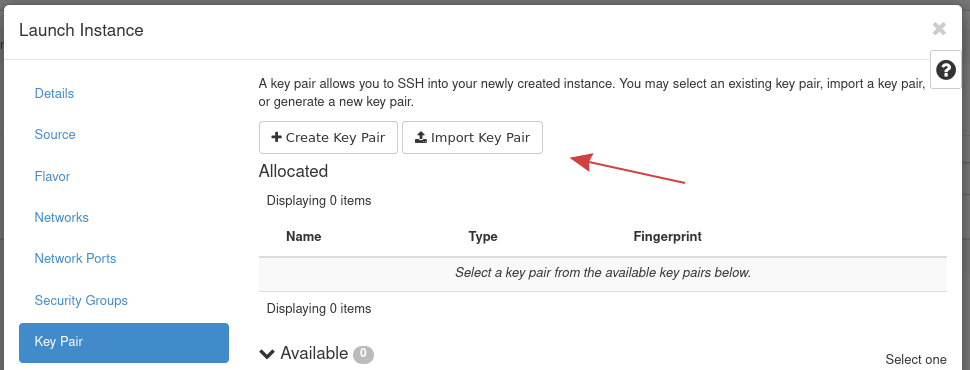 Launch Instance
Details
Source
Flavor
Networks
Network Ports
Security Groups
Key Pair
A key pair allows you to SSH into your newly created instance. You may select an existing key pair, import a key pair,
or generate a new key pair.
Create Key Pair
Import Key Pair
Allocated
Displaying 0 items
Name Type Fingerprint
Select a key pair from the available key pairs below.
Displaying 0 items
Available 0
Select one